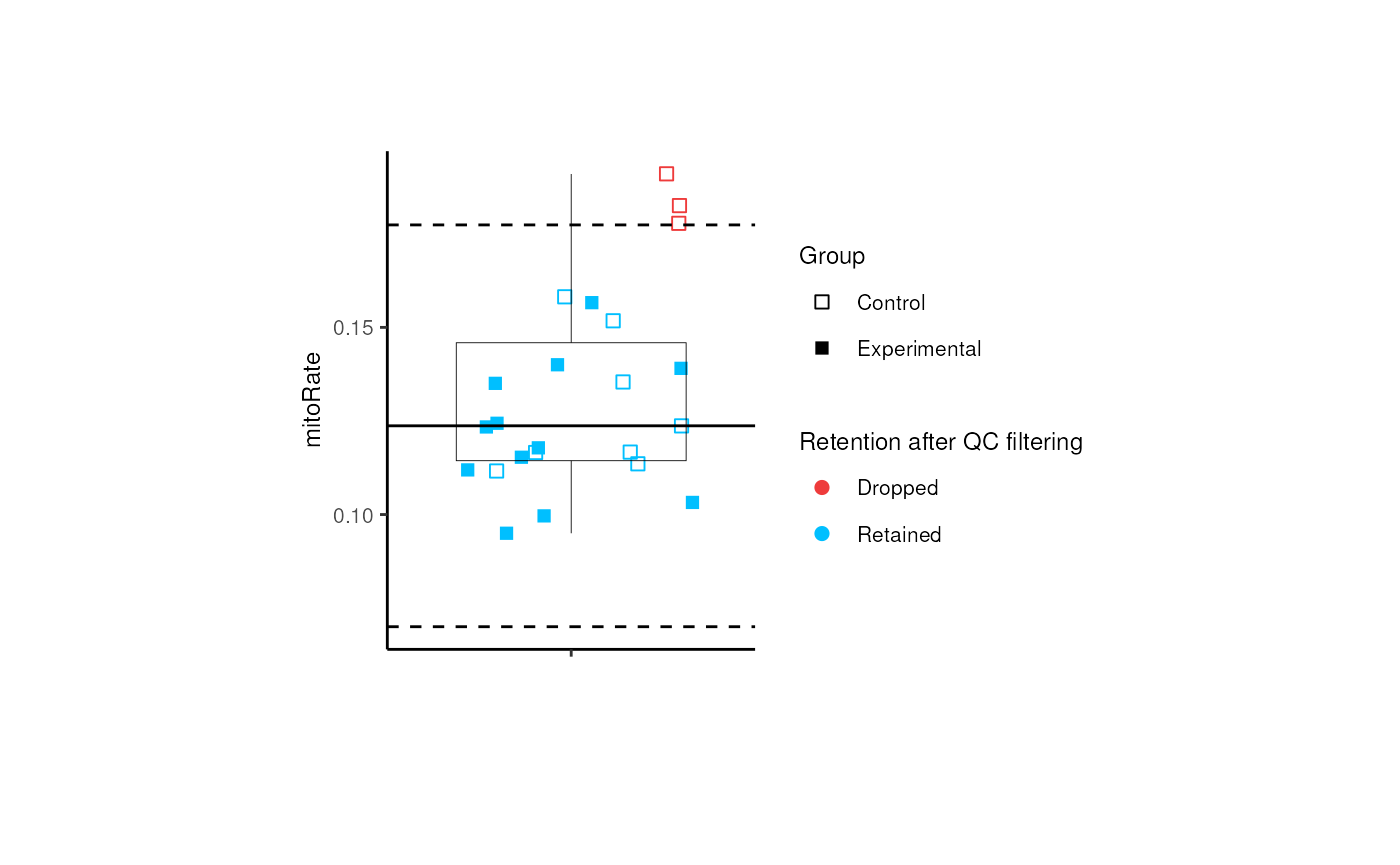 mitoRate
0.15
0.10
Group
Control
Experimental
Retention after QC filtering
Dropped
Retained